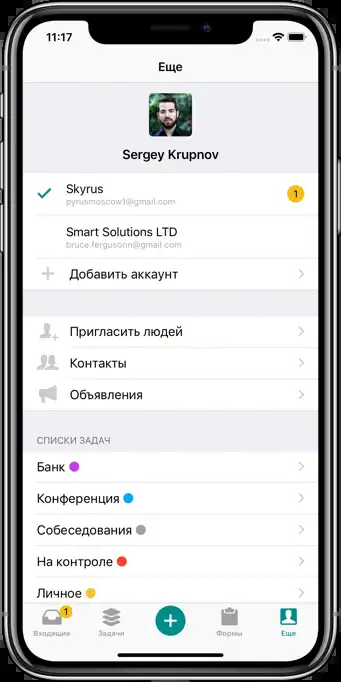 11:17
Еще
Sergey Krupnov
Skyrus
pyrusmoscow1@gmail.com
1
Smart Solutions LTD
bruce.fergusonn@gmail.com
Добавить аккаунт
Пригласить людей
Контакты
Объявления
СПИСКИ ЗАДАЧ
Банк
Конференция
Собеседования
На контроле
Личное
1
Входящие
Задачи
Формы
Еще